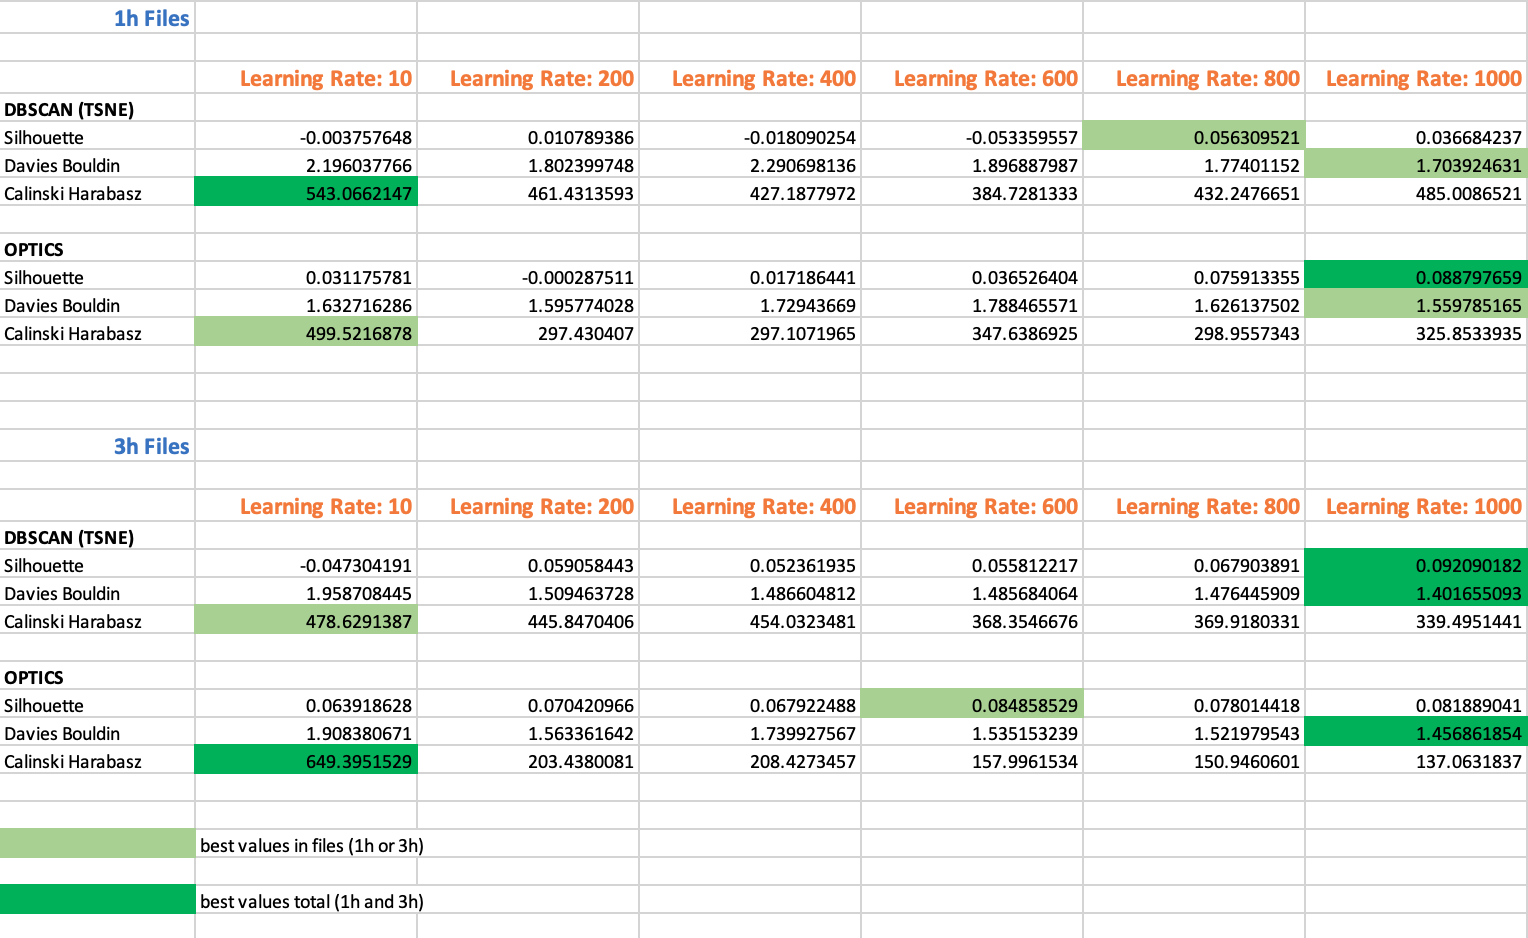 1h Files
Learning Rate: 10 Learning Rate: 200 Learning Rate: 400 Learning Rate: 600 Learning Rate: 800 Learning Rate: 1000
DBSCAN (TSNE)
Silhouette -0.003757648 0.010789386 -0.018090254 -0.053359557 0.056309521 0.036684237
Davies Bouldin 2.196037766 1.802399748 2.290698136 1.896887987 1.77401152 1.703924631
Calinski Harabasz 543.0662147 461.4313593 427.1877972 384.7281333 432.2476651 485.0086521
OPTICS
Silhouette 0.031175781 -0.000287511 0.017186441 0.036526404 0.075913355 0.088797659
Davies Bouldin 1.632716286 1.595774028 1.72943669 1.788465571 1.626137502 1.559785165
Calinski Harabasz 499.5216878 297.430407 297.1071965 347.6386925 298.9557343 325.8533935
3h Files
Learning Rate: 10 Learning Rate: 200 Learning Rate: 400 Learning Rate: 600 Learning Rate: 800 Learning Rate: 1000
DBSCAN (TSNE)
Silhouette -0.047304191 0.059058443 0.052361935 0.055812217 0.067903891 0.092090182
Davies Bouldin 1.958708445 1.509463728 1.486604812 1.485684064 1.476445909 1.401655093
Calinski Harabasz 478.6291387 445.8470406 454.0323481 368.3546676 369.9180331 339.4951441
OPTICS
Silhouette 0.063918628 0.070420966 0.067922488 0.084858529 0.078014418 0.081889041
Davies Bouldin 1.908380671 1.563361642 1.739927567 1.535153239 1.521979543 1.456861854
Calinski Harabasz 649.3951529 203.4380081 208.4273457 157.9961534 150.9460601 137.0631837
best values in files (1h or 3h)
best values total (1h and 3h)